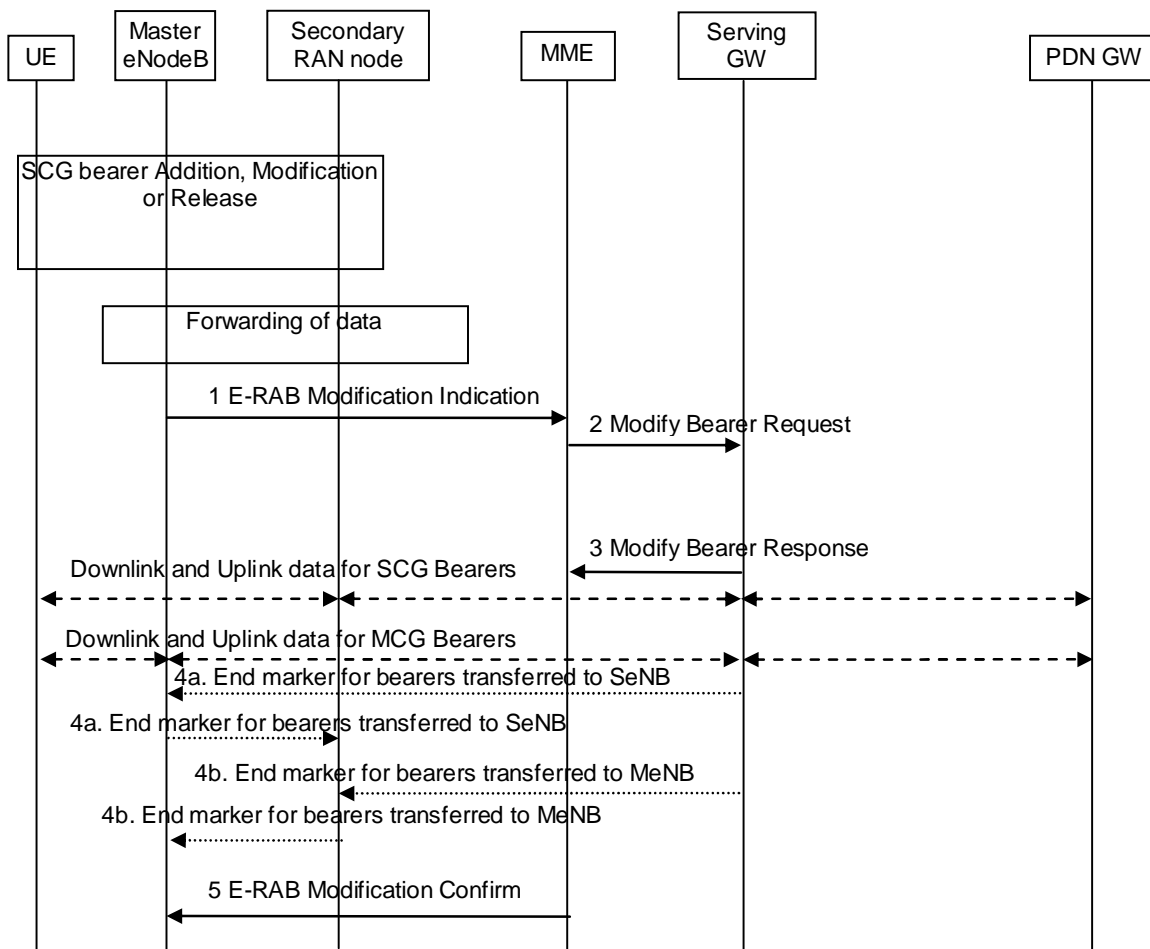 UE
Master
eNodeB
Secondary
RAN node
MME
Serving
GW
PDN GW
SCG bearer Addition, Modification
or Release
Forwarding of data
1 E-RAB Modification Indication
2 Modify Bearer Request
3 Modify Bearer Response
Downlink and Uplink data for SCG Bearers
Downlink and Uplink data for MCG Bearers
4a. End marker for bearers transferred to SeNB
4a. End marker for bearers transferred to SeNB
4b. End marker for bearers transferred to MeNB
4b. End marker for bearers transferred to MeNB
5 E-RAB Modification Confirm